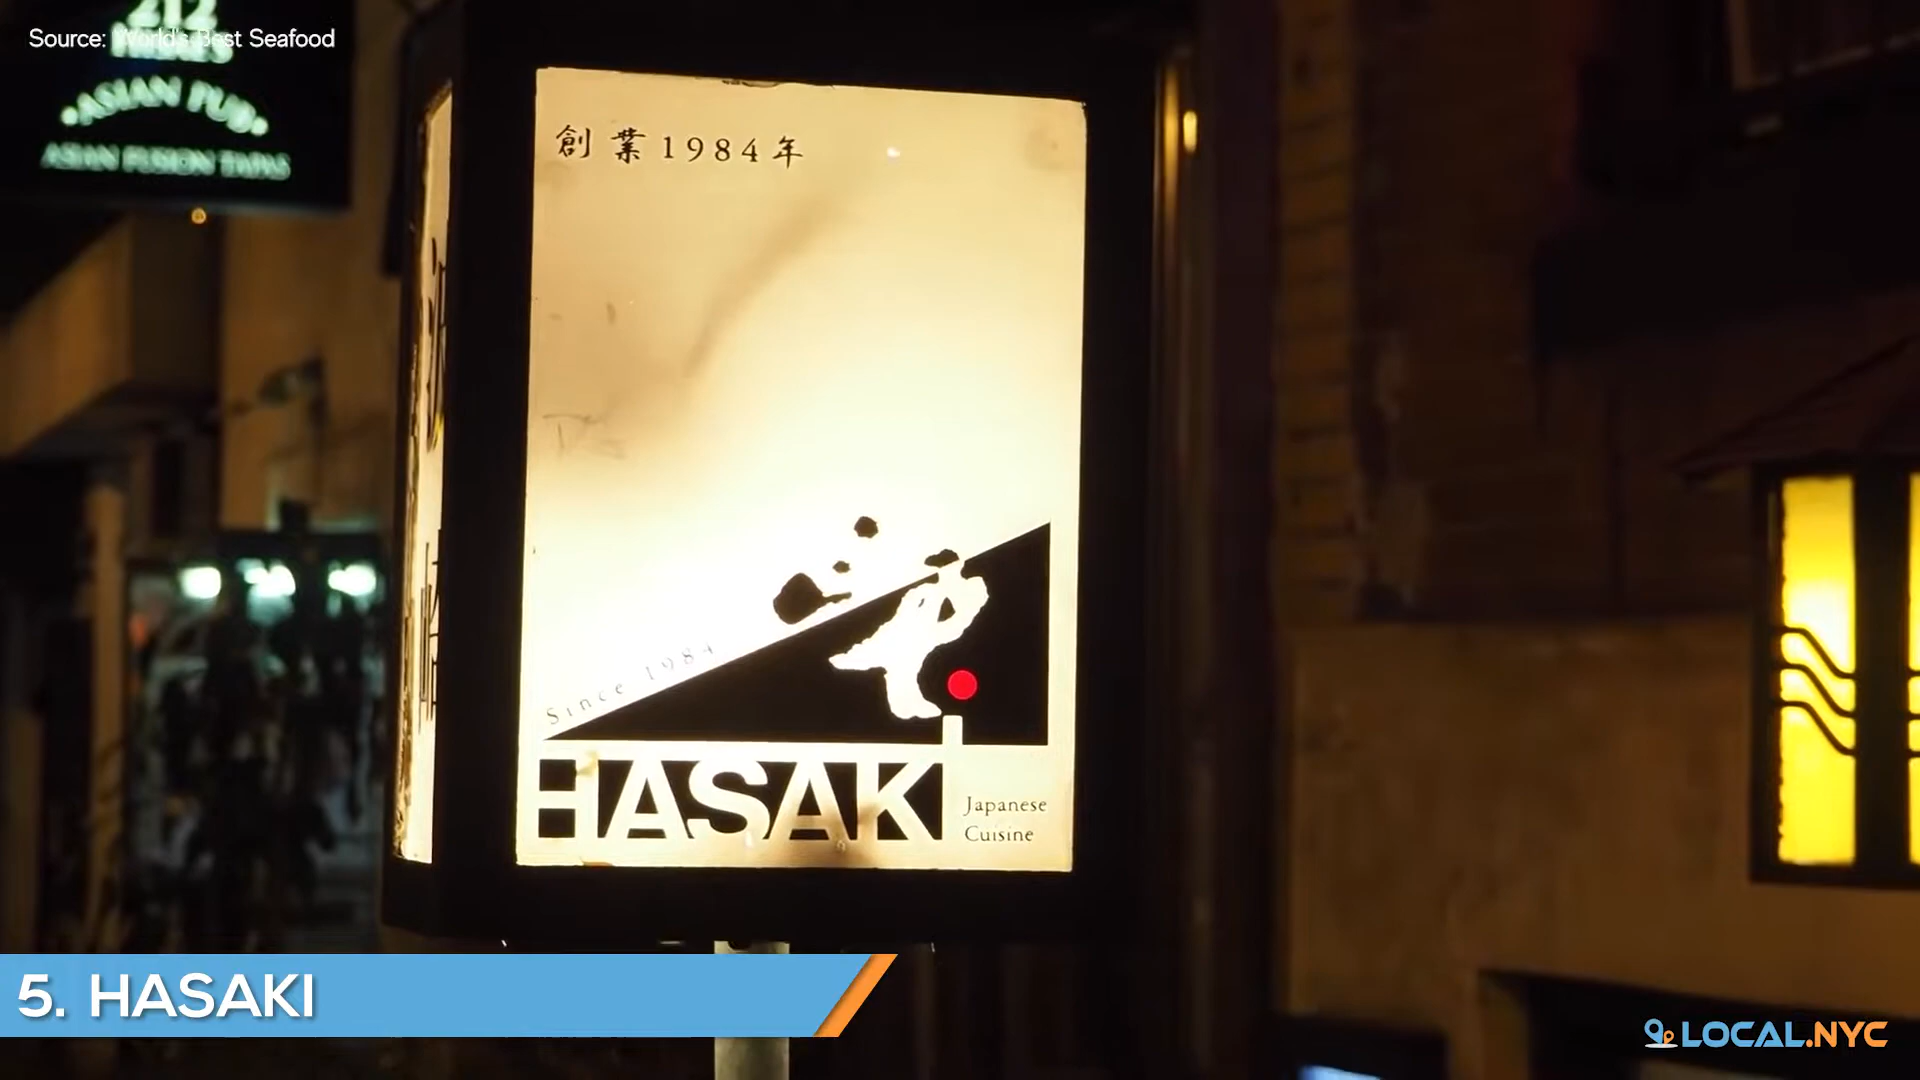 Source: World's Best Seafood
212
ASIAN PUB
ASIAN FUSION TAPAS
創業1984年
Since 1984
HASAKI
Japanese
Cuisine
5. HASAKI
LOCAL.NYC